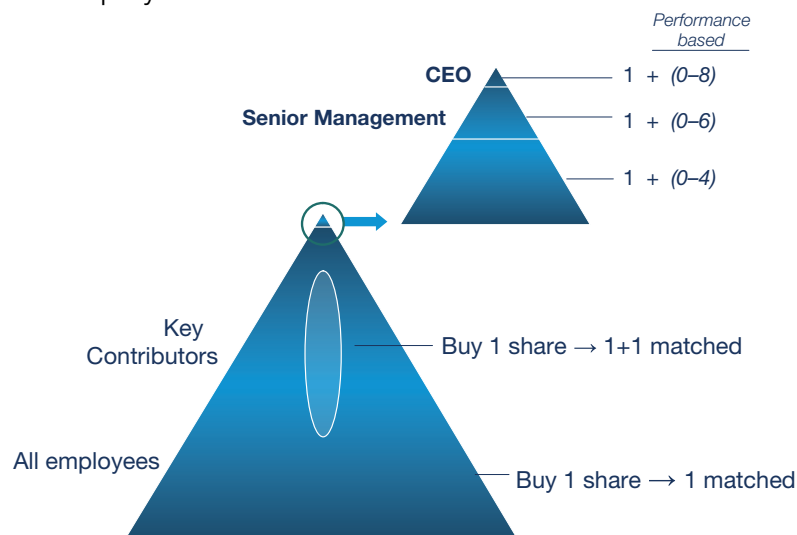 Performance
based
CEO
1 + (0–8)
Senior Management
1 + (0–6)
1 + (0–4)
Key
Contributors
Buy 1 share → 1+1 matched
All employees
Buy 1 share → 1 matched